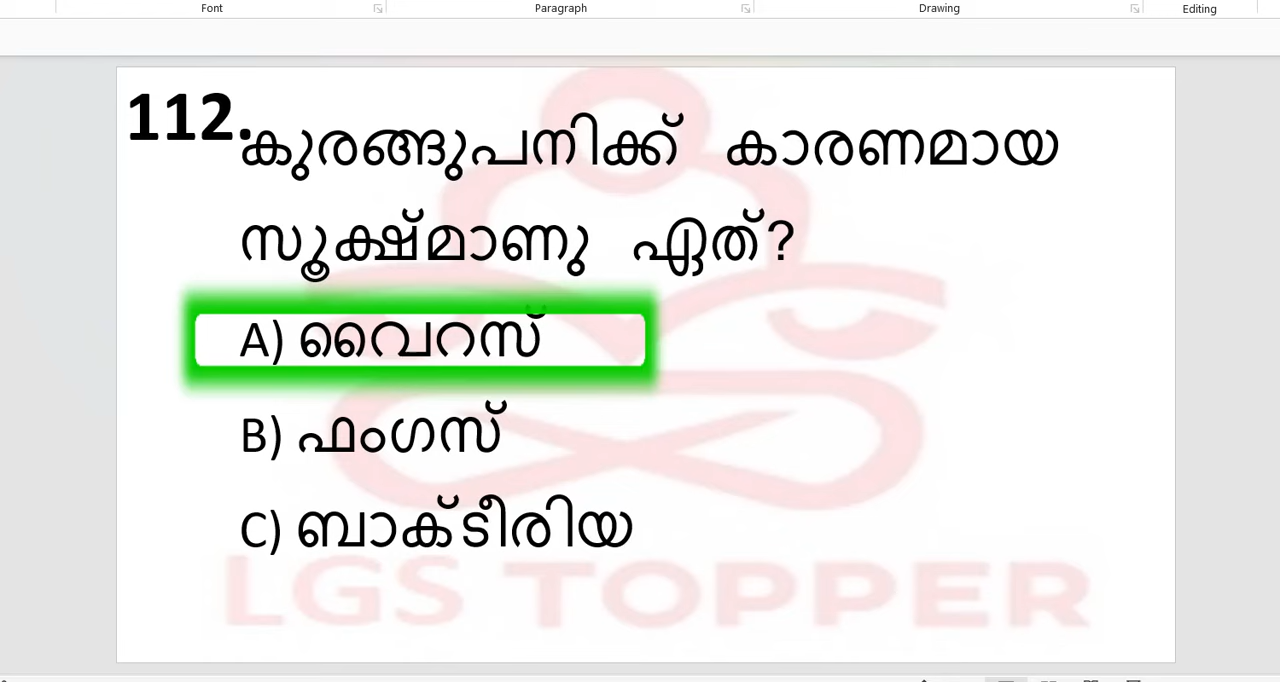 Font Paragraph Drawing Editing
112.കുരങ്ങുപനിക്ക് കാരണമായ
സൂക്ഷ്മാണു ഏത്?
A) വൈറസ്
B) ഫംഗസ്
C) ബാക്ടീരിയ
LGS TOPPER